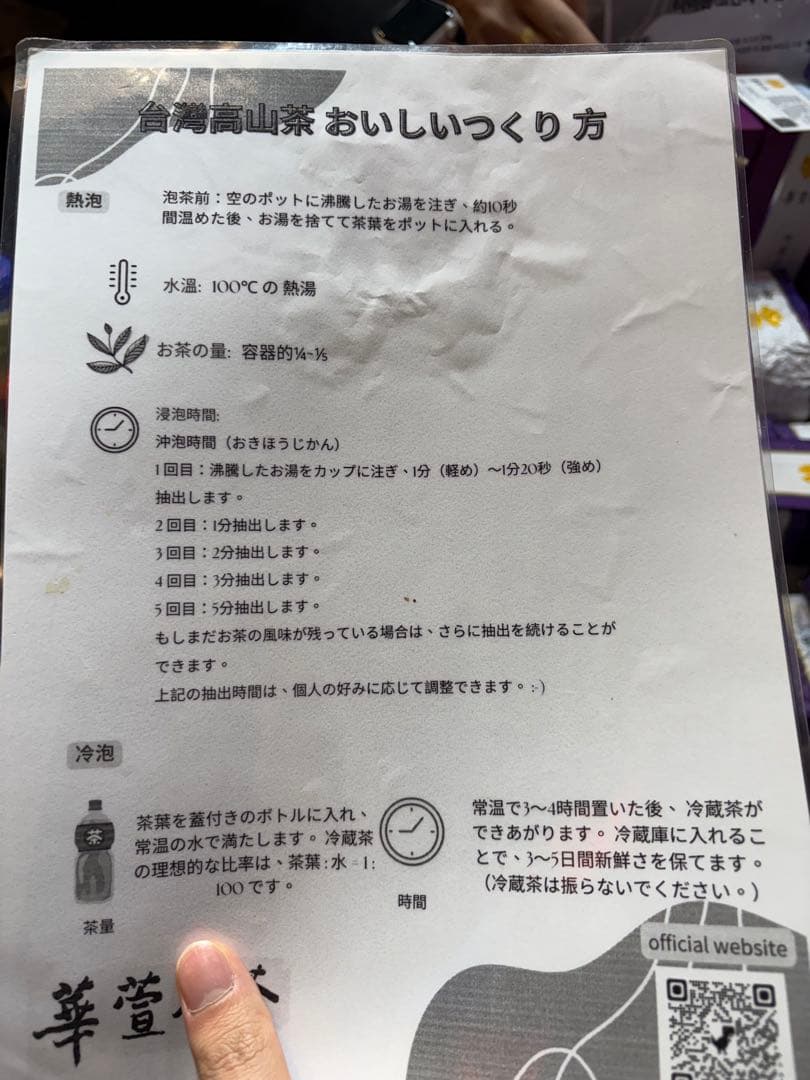 台灣高山茶 おいしいつくり 方
熱泡
泡茶前：空のポットに沸騰したお湯を注ぎ、約10秒
間温めた後、お湯を捨てて茶葉をポットに入れる。
水溫: 100℃ の 熱湯
お茶の量: 容器的¼-⅕
浸泡時間:
沖泡時間（おきほうじかん）
1回目：沸騰したお湯をカップに注ぎ、1分（軽め）〜1分20秒（強め）
抽出します。
2回目：1分抽出します。
3回目：2分抽出します。
4回目：3分抽出します。
5回目：5分抽出します。
もしまだお茶の風味が残っている場合は、さらに抽出を続けることが
できます。
上記の抽出時間は、個人の好みに応じて調整できます。:-)
冷泡
茶
茶量
茶葉を蓋付きのボトルに入れ、
常温の水で満たします。冷蔵茶
の理想的な比率は、茶葉:水 = 1:
100 です。
時間
常温で3〜4時間置いた後、 冷蔵茶が
できあがります。 冷蔵庫に入れるこ
とで、3〜5日間新鮮さを保てます。
（冷蔵茶は振らないでください。）
華萱
official website